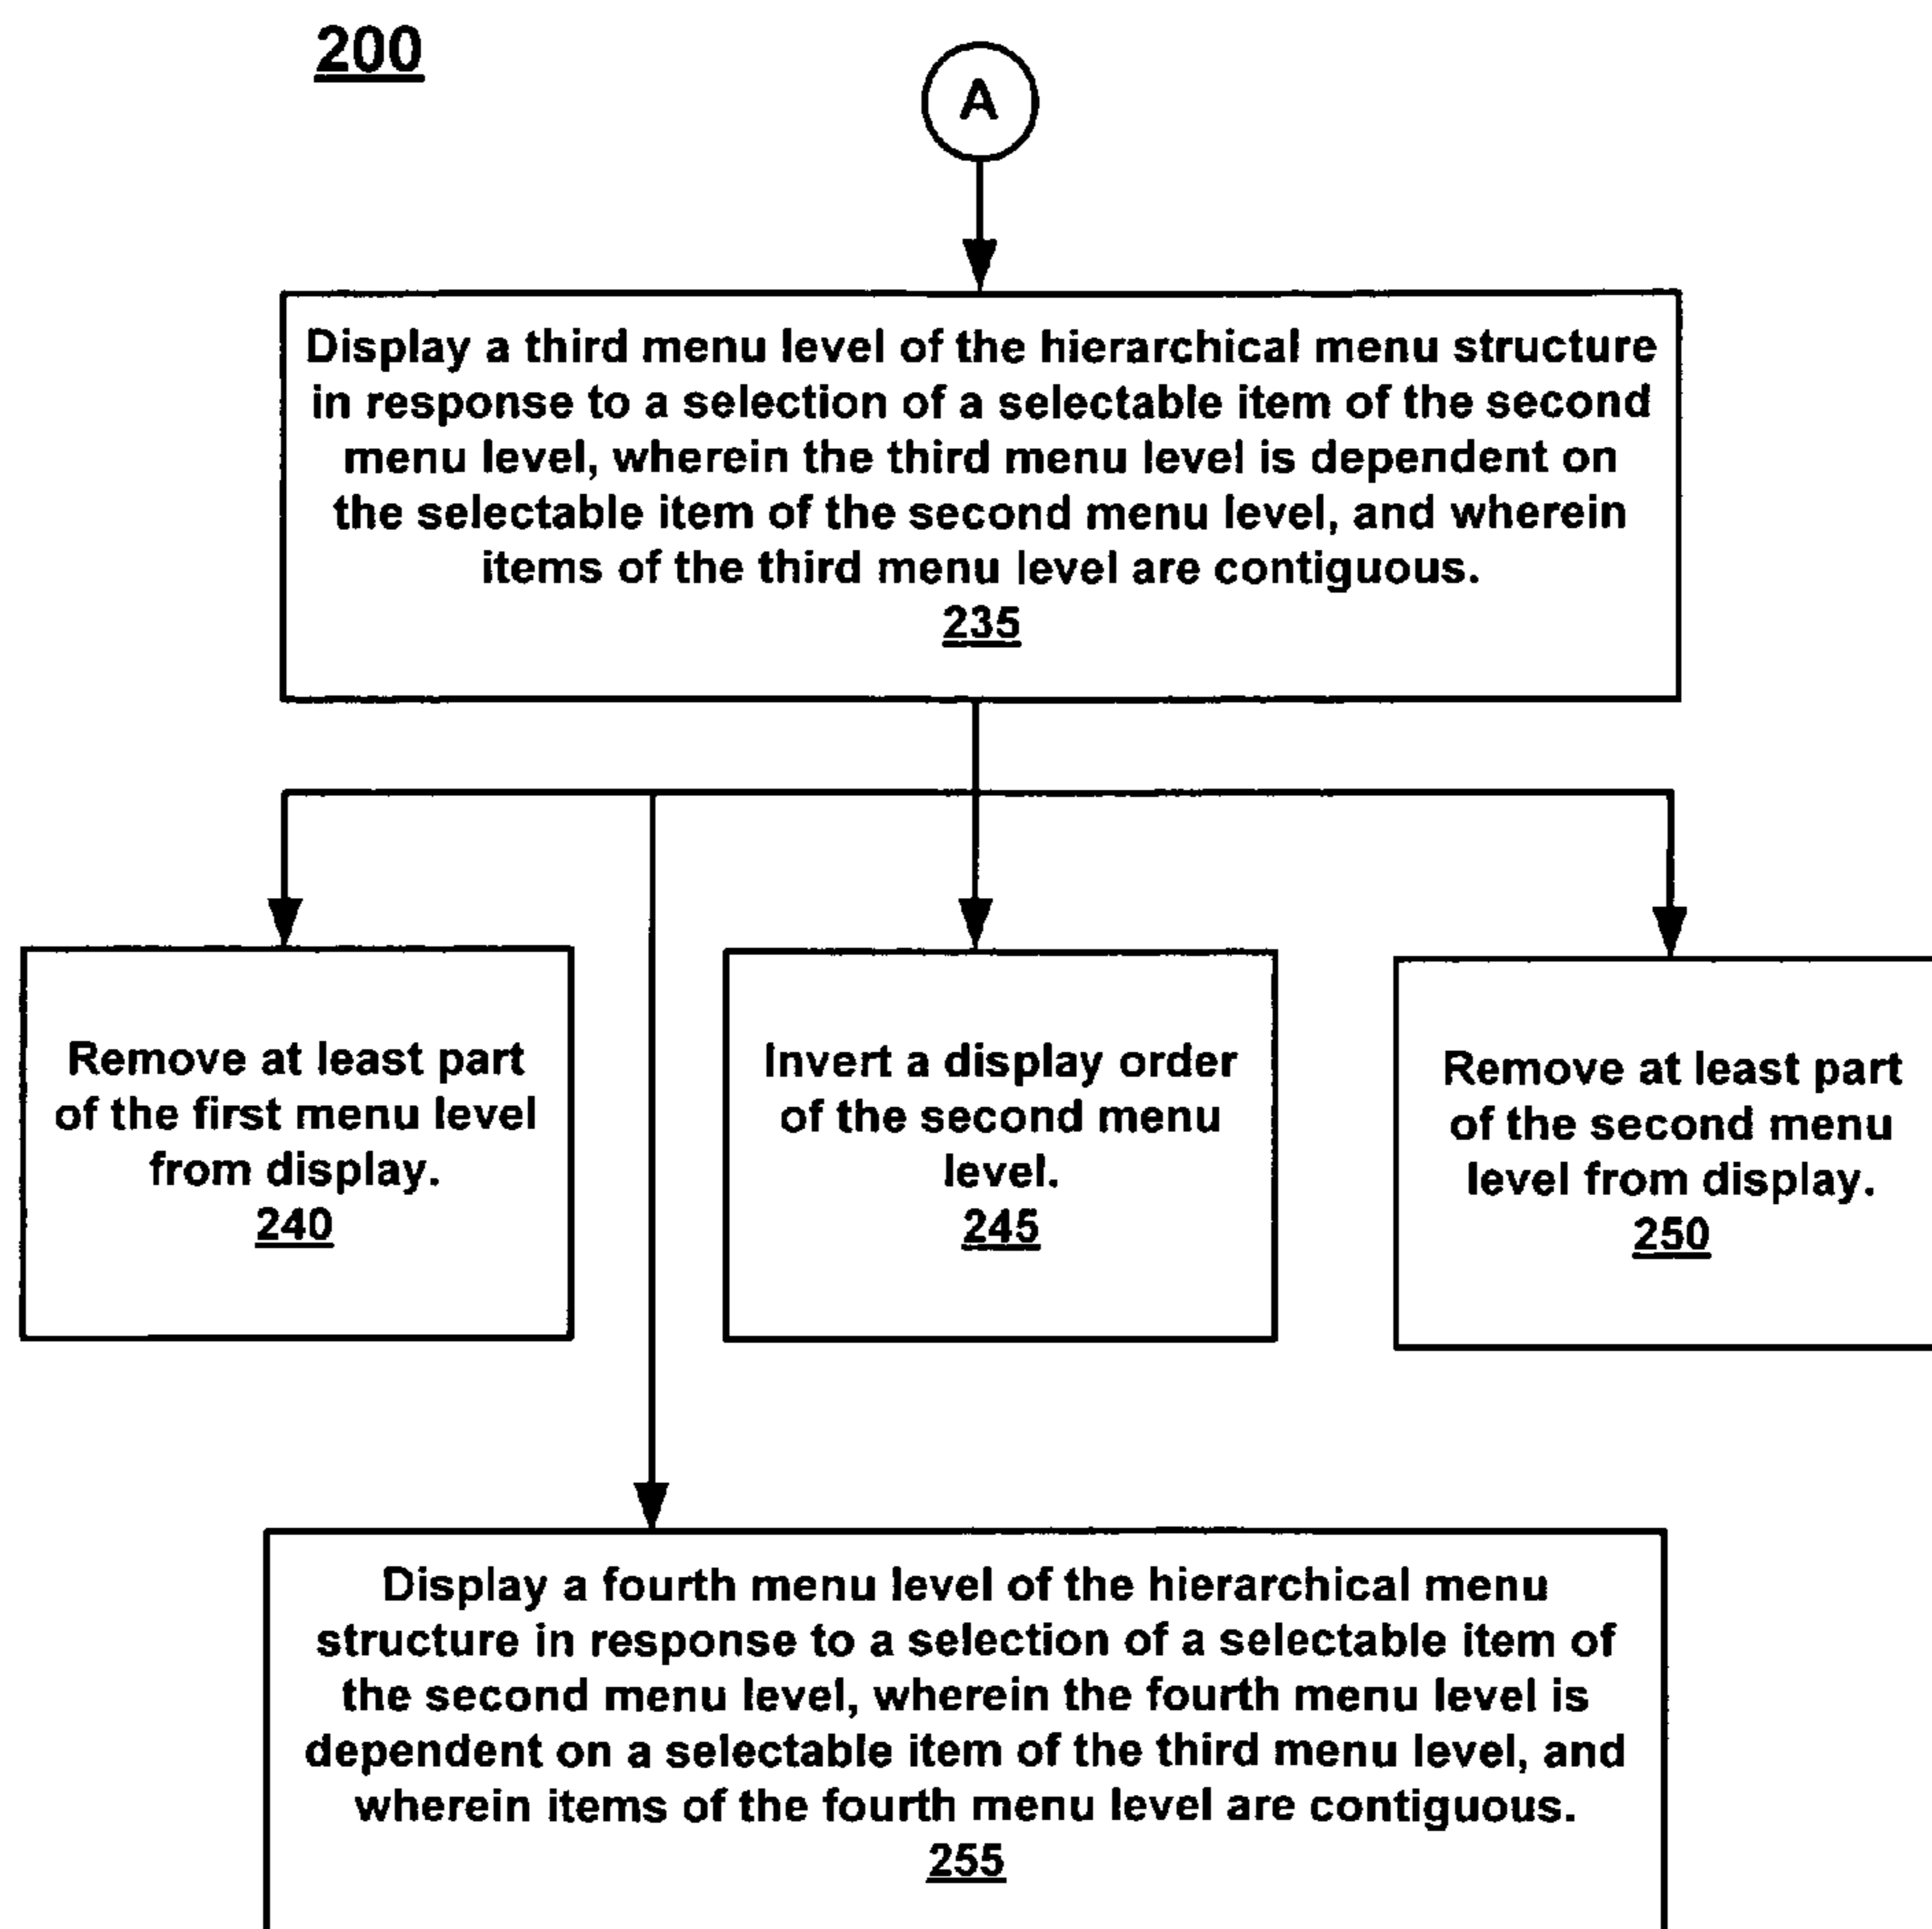 200
A
Display a third menu level of the hierarchical menu structure
in response to a selection of a selectable item of the second
menu level, wherein the third menu level is dependent on
the selectable item of the second menu level, and wherein
items of the third menu level are contiguous.
235
Remove at least part
of the first menu level
from display.
240
Invert a display order
of the second menu
level.
245
Remove at least part
of the second menu
level from display.
250
Display a fourth menu level of the hierarchical menu
structure in response to a selection of a selectable item of
the second menu level, wherein the fourth menu level is
dependent on a selectable item of the third menu level, and
wherein items of the fourth menu level are contiguous.
255